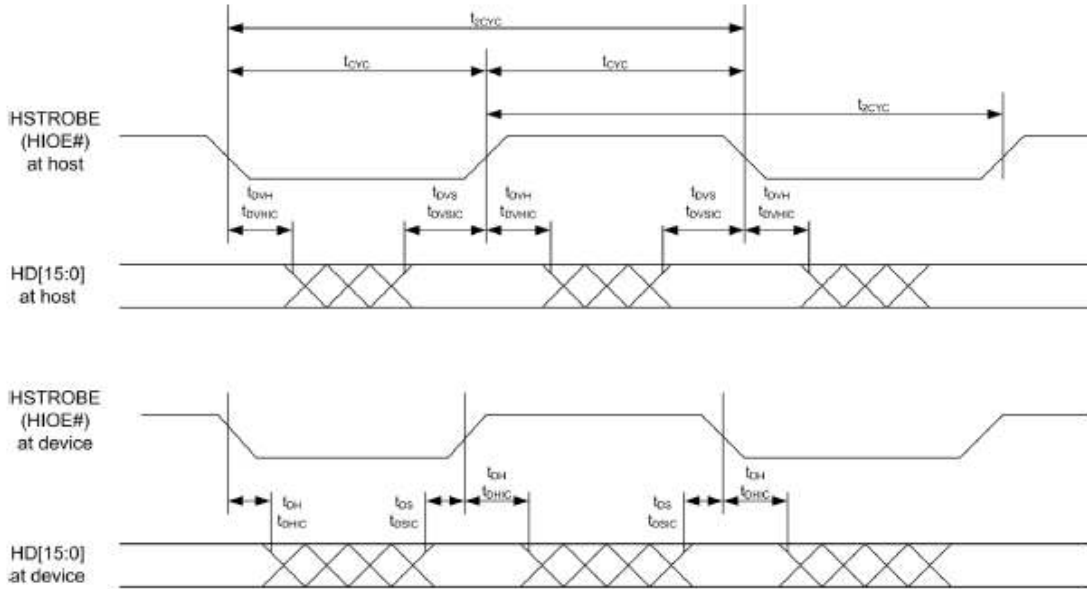 t2CYC
tCYC
tCYC
t2CYC
HSTROBE
(HIOE#)
at host
tDVH
tDVHIC
tDVS
tDVSIC
tDVH
tDVHIC
tDVS
tDVSIC
tDVH
tDVHIC
HD[15:0]
at host
HSTROBE
(HIOE#)
at device
tDH
tDHIC
tDS
tDSIC
tDH
tDHIC
tDS
tDSIC
tDH
tDHIC
HD[15:0]
at device